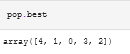 pop.best
array([4, 1, 0, 3, 2])